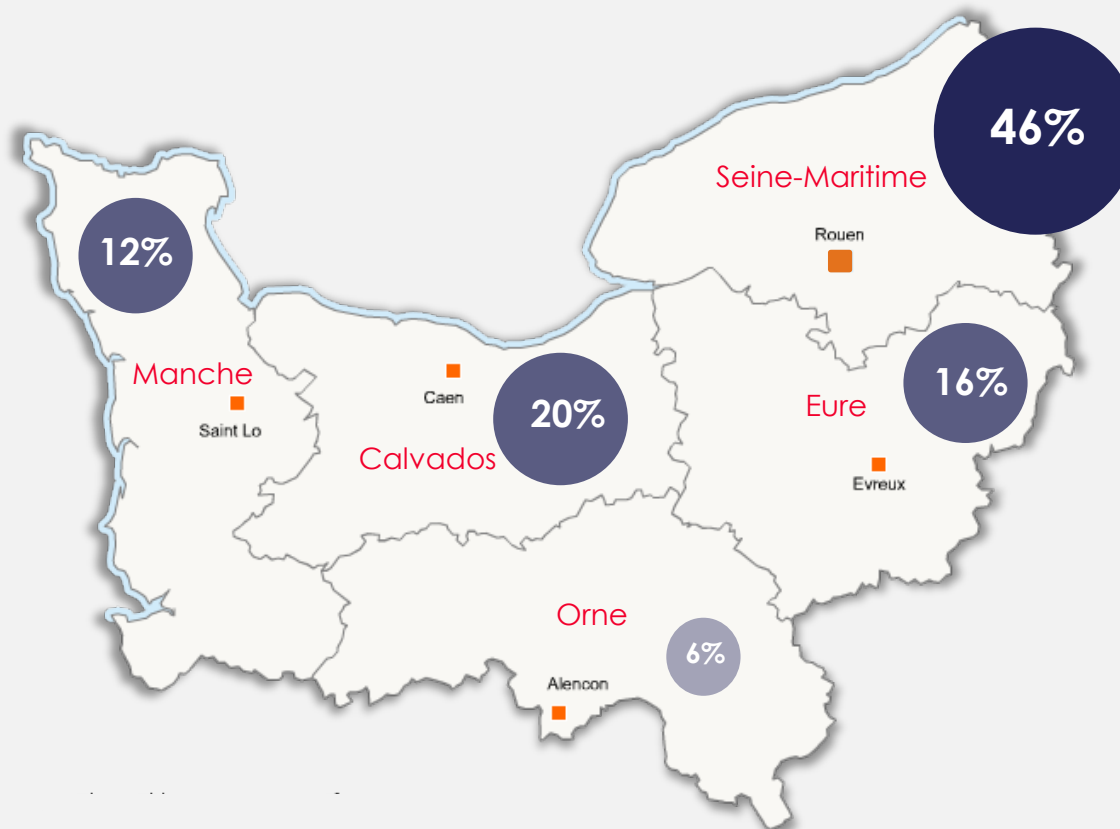 46%
Seine-Maritime
Rouen
12%
Manche
Saint Lo
Caen
20%
Calvados
16%
Eure
Evreux
Orne
6%
Alencon